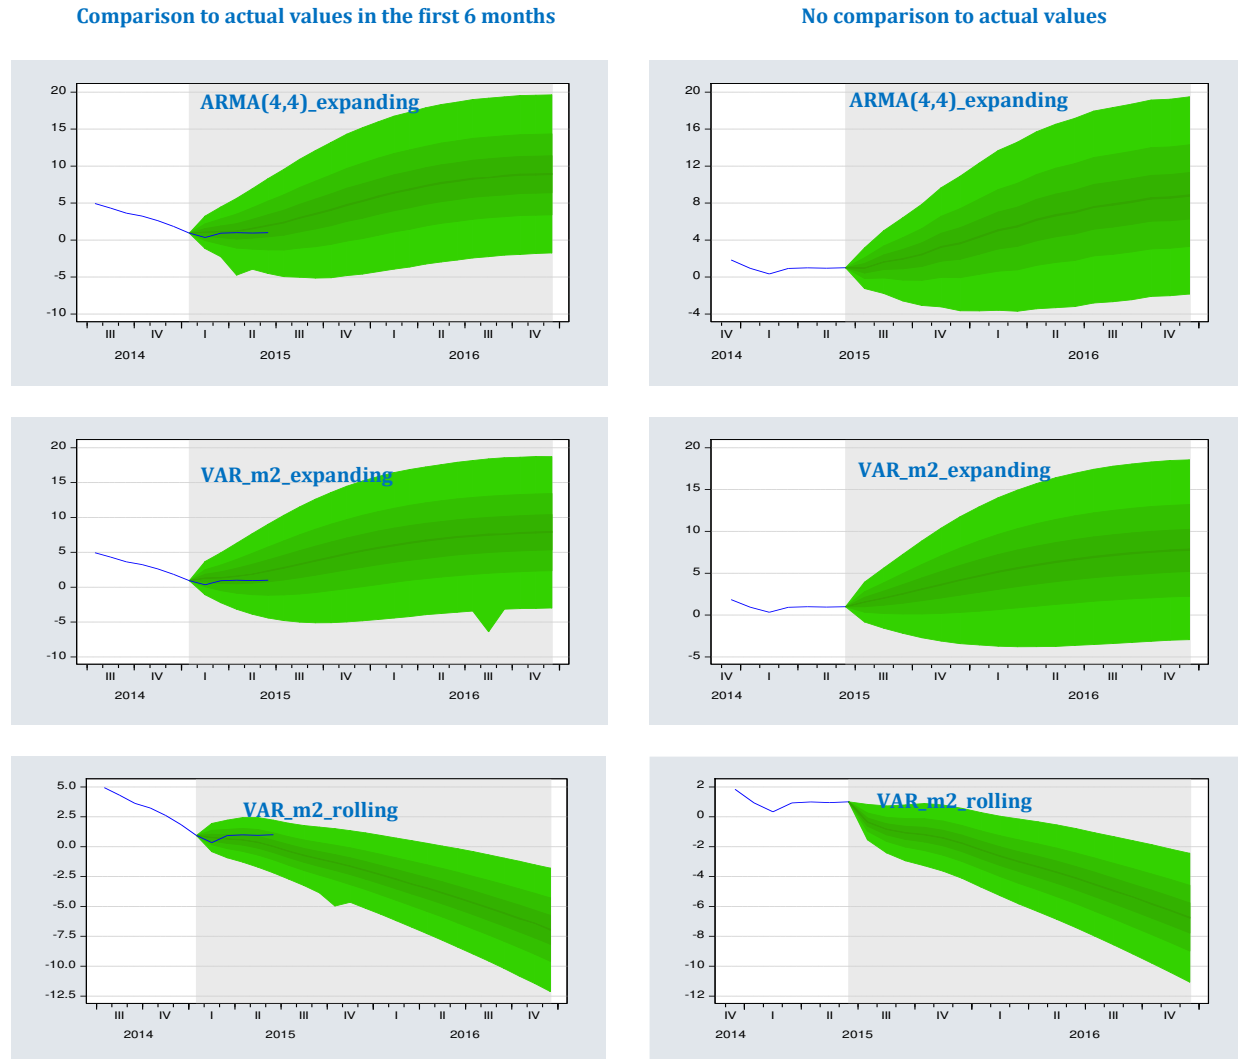 Comparison to actual values in the first 6 months
No comparison to actual values
ARMA(4,4)_expanding
20
15
10
5
0
-5
-10
III IV I II III IV I II III IV
2014 2015 2016
ARMA(4,4)_expanding
20
16
12
8
4
0
-4
IV I II III IV I II III IV
2014 2015 2016
VAR_m2_expanding
20
15
10
5
0
-5
-10
III IV I II III IV I II III IV
2014 2015 2016
VAR_m2_expanding
20
15
10
5
0
-5
IV I II III IV I II III IV
2014 2015 2016
VAR_m2_rolling
5.0
2.5
0.0
-2.5
-5.0
-7.5
-10.0
-12.5
III IV I II III IV I II III IV
2014 2015 2016
VAR_m2_rolling
2
0
-2
-4
-6
-8
-10
-12
IV I II III IV I II III IV
2014 2015 2016